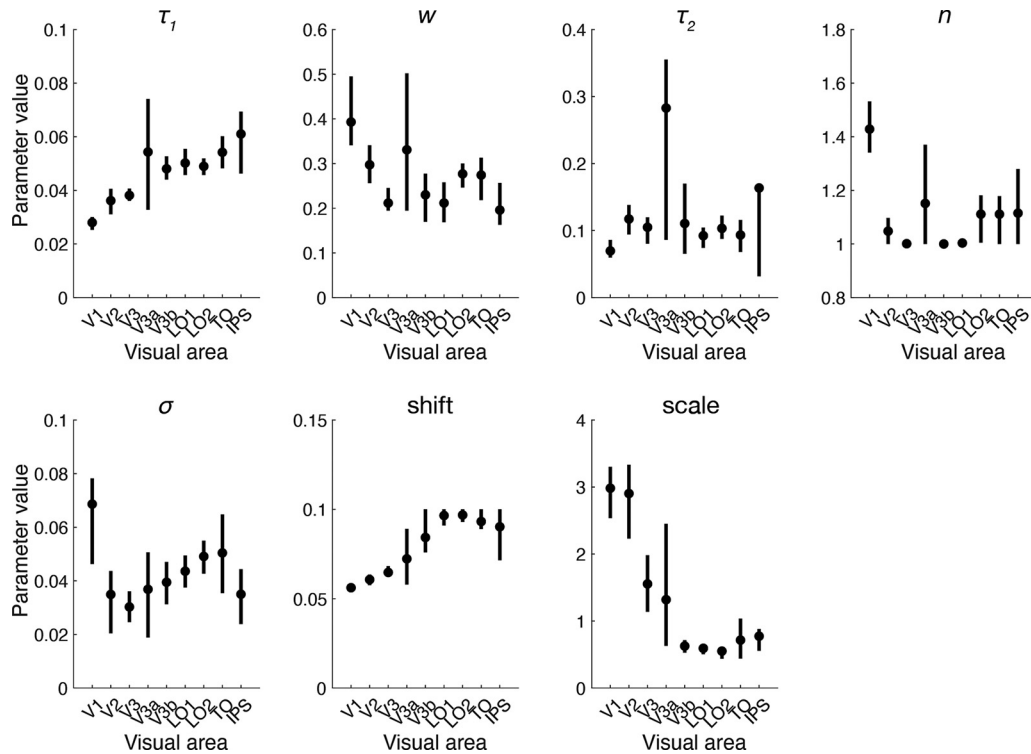 τ1
w
τ2
n
Parameter value
0.1
0.08
0.06
0.04
0.02
0
0.6
0.5
0.4
0.3
0.2
0.1
0
0.4
0.3
0.2
0.1
0
1.8
1.6
1.4
1.2
1
0.8
V1 V2 V3 V3a V3b LO1 LO2 TO IPS
V1 V2 V3 V3a V3b LO1 LO2 TO IPS
V1 V2 V3 V3a V3b LO1 LO2 TO IPS
V1 V2 V3 V3a V3b LO1 LO2 TO IPS
Visual area
Visual area
Visual area
Visual area
σ
shift
scale
Parameter value
0.1
0.08
0.06
0.04
0.02
0
0.15
0.1
0.05
0
4
3
2
1
0
V1 V2 V3 V3a V3b LO1 LO2 TO IPS
V1 V2 V3 V3a V3b LO1 LO2 TO IPS
V1 V2 V3 V3a V3b LO1 LO2 TO IPS
Visual area
Visual area
Visual area